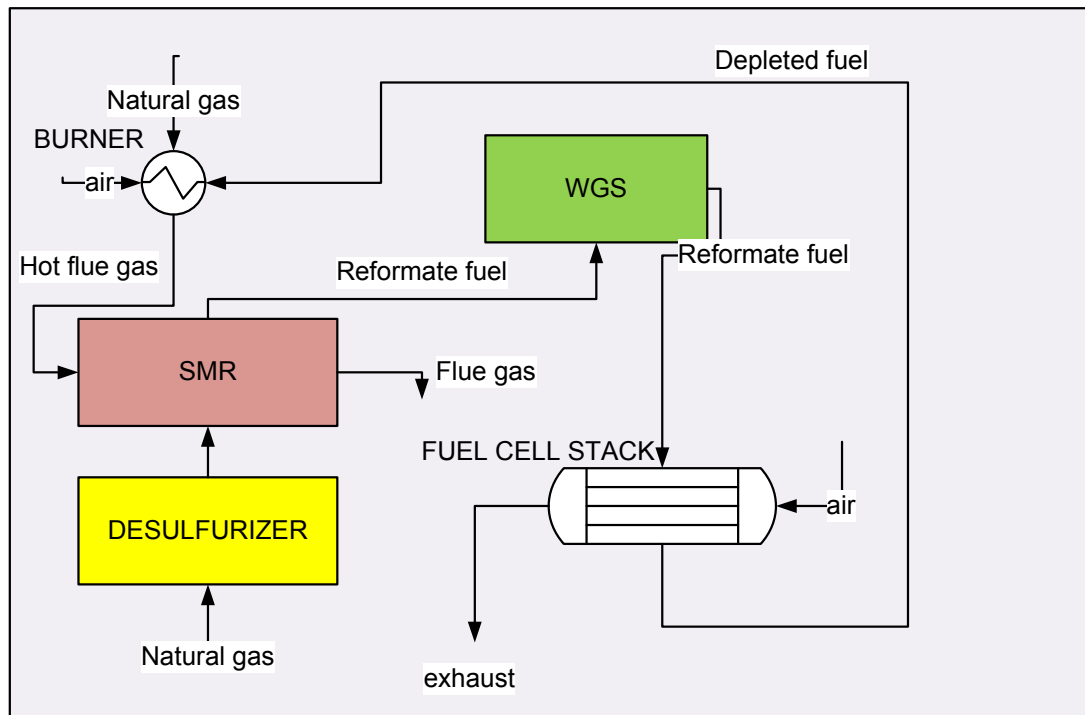 Depleted fuel
Natural gas
BURNER
air
WGS
Hot flue gas
Reformate fuel
Reformate fuel
SMR
Flue gas
FUEL CELL STACK
air
DESULFURIZER
Natural gas
exhaust